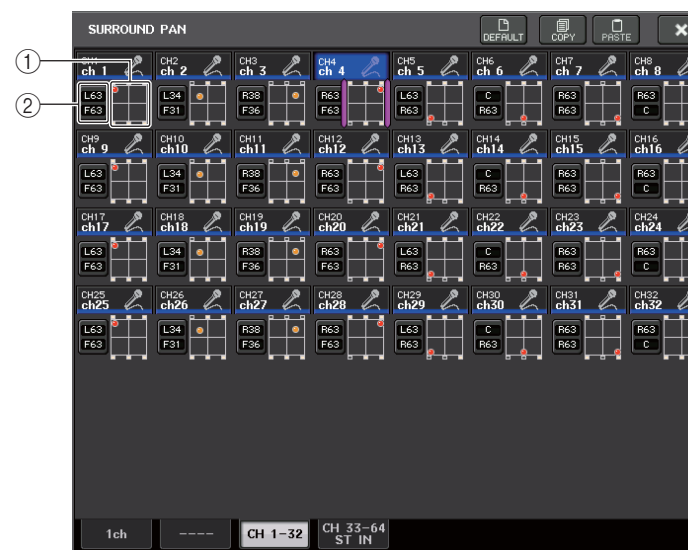 SURROUND PAN
DEFAULT COPY PASTE
①
②
CH1 CH2 CH3 CH4 CH5 CH6 CH7 CH8
ch 1 ch 2 ch 3 ch 4 ch 5 ch 6 ch 7 ch 8
L63 L34 R38 R63 L63 C R63 R63
F63 F31 F36 F63 R63 R63 R63 C
CH9 CH10 CH11 CH12 CH13 CH14 CH15 CH16
ch 9 ch10 ch11 ch12 ch13 ch14 ch15 ch16
L63 L34 R38 R63 L63 C R63 R63
F63 F31 F36 F63 R63 R63 R63 C
CH17 CH18 CH19 CH20 CH21 CH22 CH23 CH24
ch17 ch18 ch19 ch20 ch21 ch22 ch23 ch24
L63 L34 R38 R63 L63 C R63 R63
F63 F31 F36 F63 R63 R63 R63 C
CH25 CH26 CH27 CH28 CH29 CH30 CH31 CH32
ch25 ch26 ch27 ch28 ch29 ch30 ch31 ch32
L63 L34 R38 R63 L63 C R63 R63
F63 F31 F36 F63 R63 R63 R63 C
1ch ---- CH 1-32 CH 33-64
ST IN